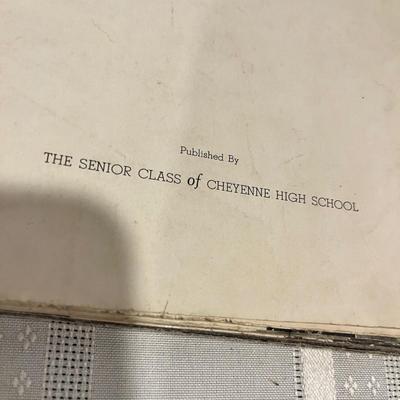 Published By
THE SENIOR CLASS of CHEYENNE HIGH SCHOOL